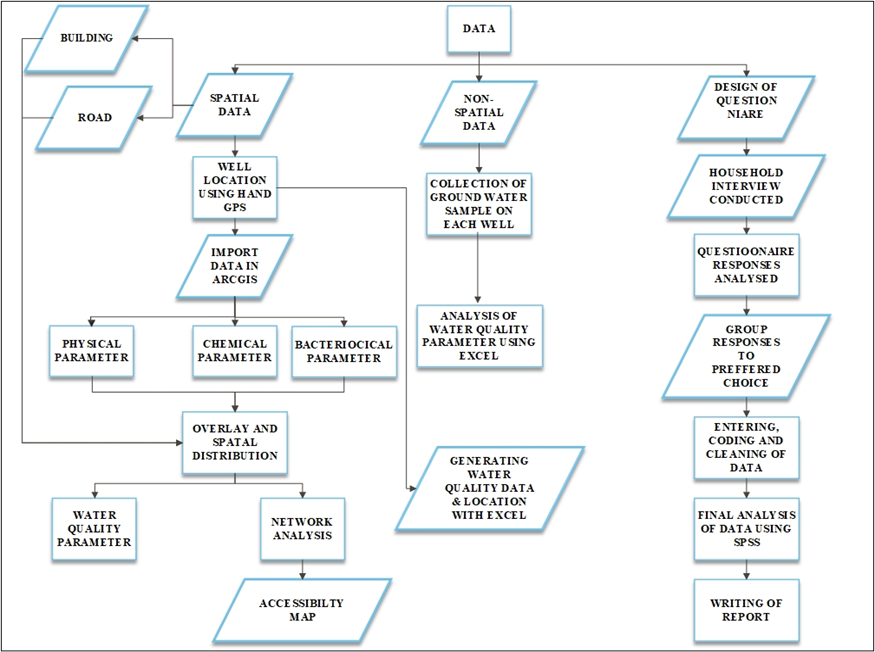 DATA
BUILDING
ROAD
SPATIAL
DATA
WELL
LOCATION
USING HAND
GPS
IMPORT
DATA IN
ARCGIS
PHYSICAL
PARAMETER
CHEMICAL
PARAMETER
BACTERIOCICAL
PARAMETER
OVERLAY AND
SPATAL
DISTRIBUTION
WATER
QUALITY
PARAMETER
NETWORK
ANALYSIS
ACCESSIBILTY
MAP
NON-
SPATIAL
DATA
COLLECTION OF
GROUND WATER
SAMPLE ON
EACH WELL
ANALYSIS OF
WATER QUALITY
PARAMETER USING
EXCEL
GENERATING
WATER
QUALITY DATA
& LOCATION
WITH EXCEL
DESIGN OF
QUESTION
NIARE
HOUSEHOLD
INTERVIEW
CONDUCTED
QUESTIOONAIRE
RESPONSES
ANALYSED
GROUP
RESPONSES
TO
PREFFERED
CHOICE
ENTERING,
CODING AND
CLEANING OF
DATA
FINAL ANALYSIS
OF DATA USING
SPSS
WRITING OF
REPORT